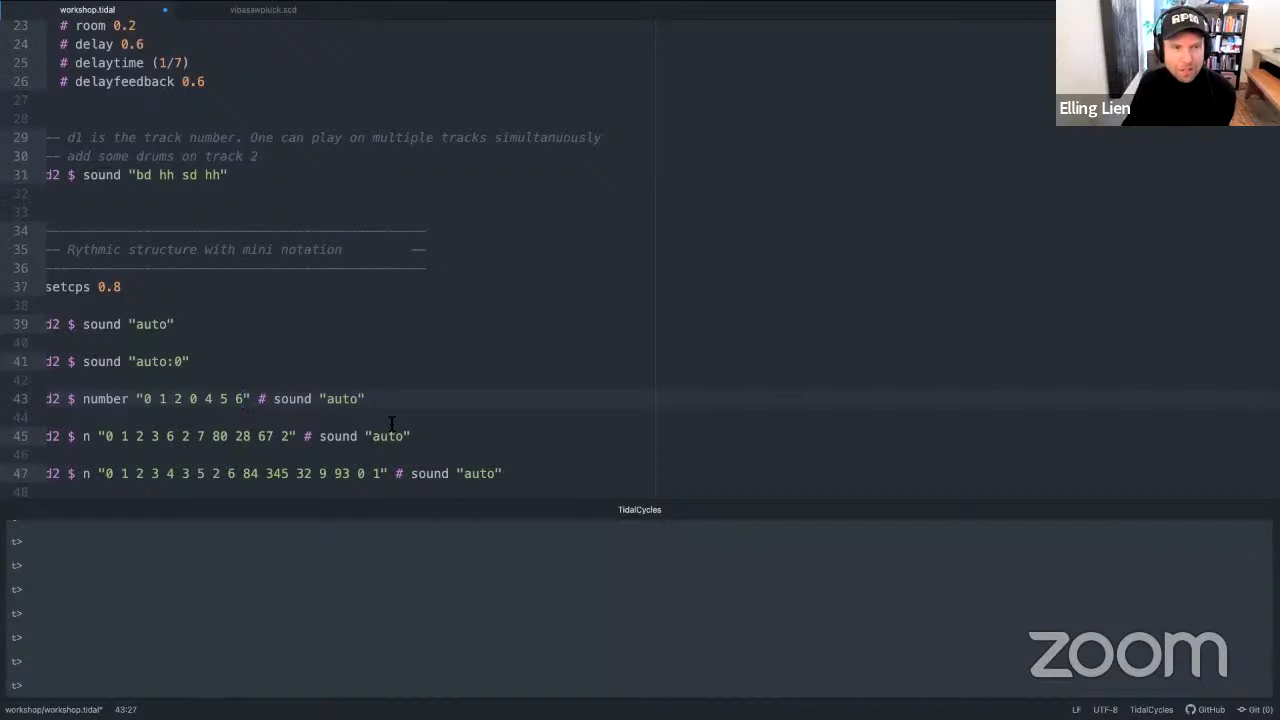 workshop.tidal
vibasawpluck.scd
23 # room 0.2
24 # delay 0.6
25 # delaytime (1/7)
26 # delayfeedback 0.6
27
28
29 -- d1 is the track number. One can play on multiple tracks simultanuously
30 -- add some drums on track 2
31 d2 $ sound "bd hh sd hh"
32
33
34
35 -- Rythmic structure with mini notation --
36
37 setcps 0.8
38
39 d2 $ sound "auto"
40
41 d2 $ sound "auto:0"
42
43 d2 $ number "0 1 2 0 4 5 6" # sound "auto"
44
45 d2 $ n "0 1 2 3 6 2 7 80 28 67 2" # sound "auto"
46
47 d2 $ n "0 1 2 3 4 3 5 2 6 84 345 32 9 93 0 1" # sound "auto"
48
TidalCycles
t>
t>
t>
t>
t>
t>
t>
workshop/workshop.tidal* 43:27
LF UTF-8 TidalCycles GitHub Git (0)
RPM
Elling Lien
zoom